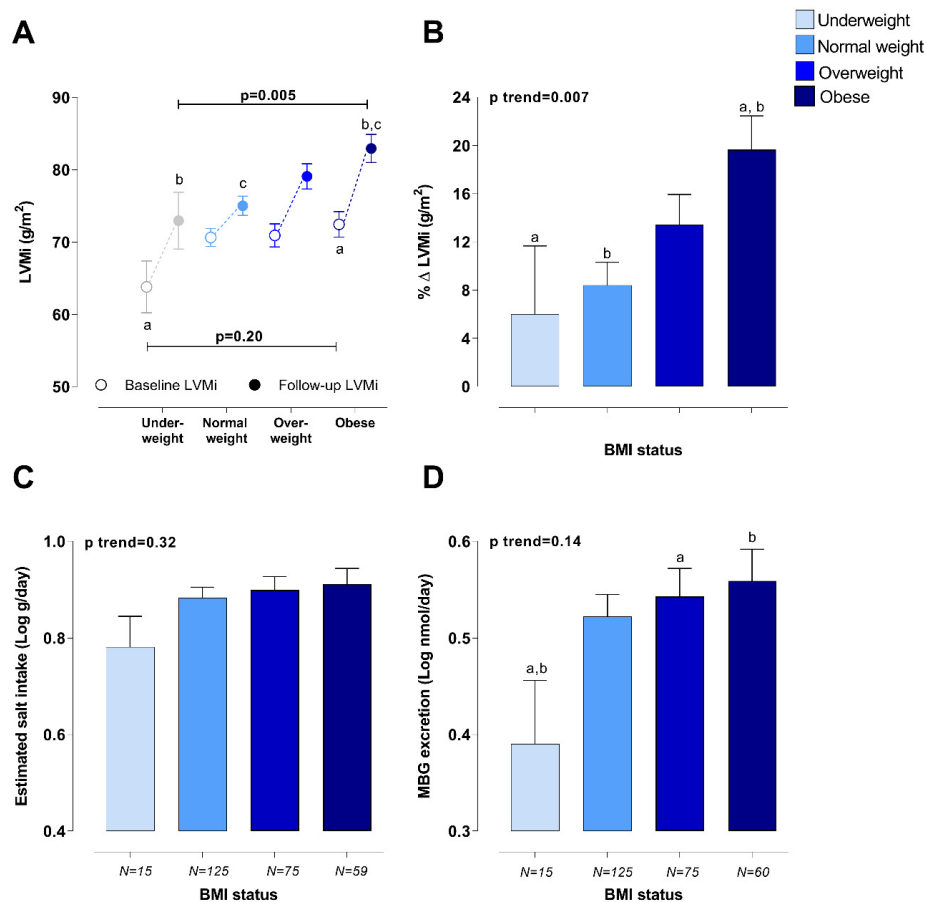 A
B
Underweight
Normal weight
Overweight
Obese
90
80
70
60
50
LVMi (g/m²)
p=0.005
b
c
b,c
a
a
p=0.20
Baseline LVMi
Follow-up LVMi
Under-
weight
Normal
weight
Over-
weight
Obese
24
20
16
12
8
4
0
% Δ LVMi (g/m²)
p trend=0.007
a
b
a, b
BMI status
C
D
1.0
0.8
0.6
0.4
Estimated salt intake (Log g/day)
p trend=0.32
N=15
N=125
N=75
N=59
BMI status
0.6
0.5
0.4
0.3
MBG excretion (Log nmol/day)
p trend=0.14
a,b
a
b
N=15
N=125
N=75
N=60
BMI status